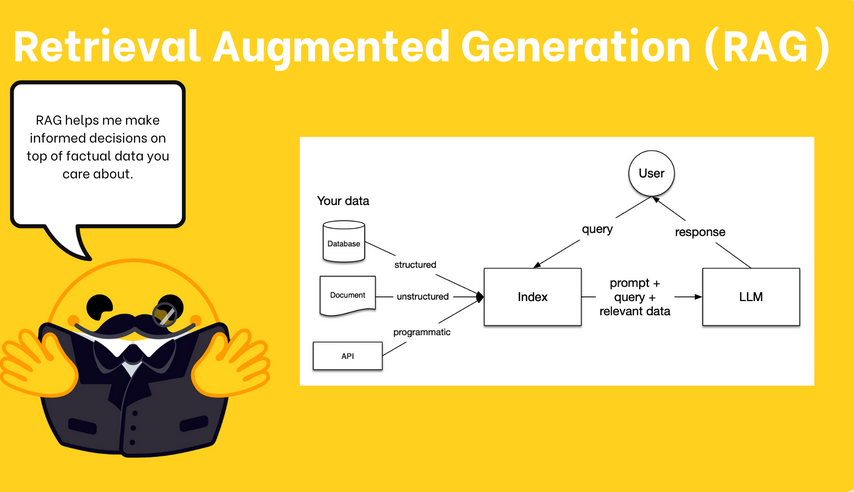 Retrieval Augmented Generation (RAG)
RAG helps me make
informed decisions on
top of factual data you
care about.
User
Your data
query
response
Database
structured
Document
unstructured
Index
prompt +
query +
relevant data
LLM
programmatic
API